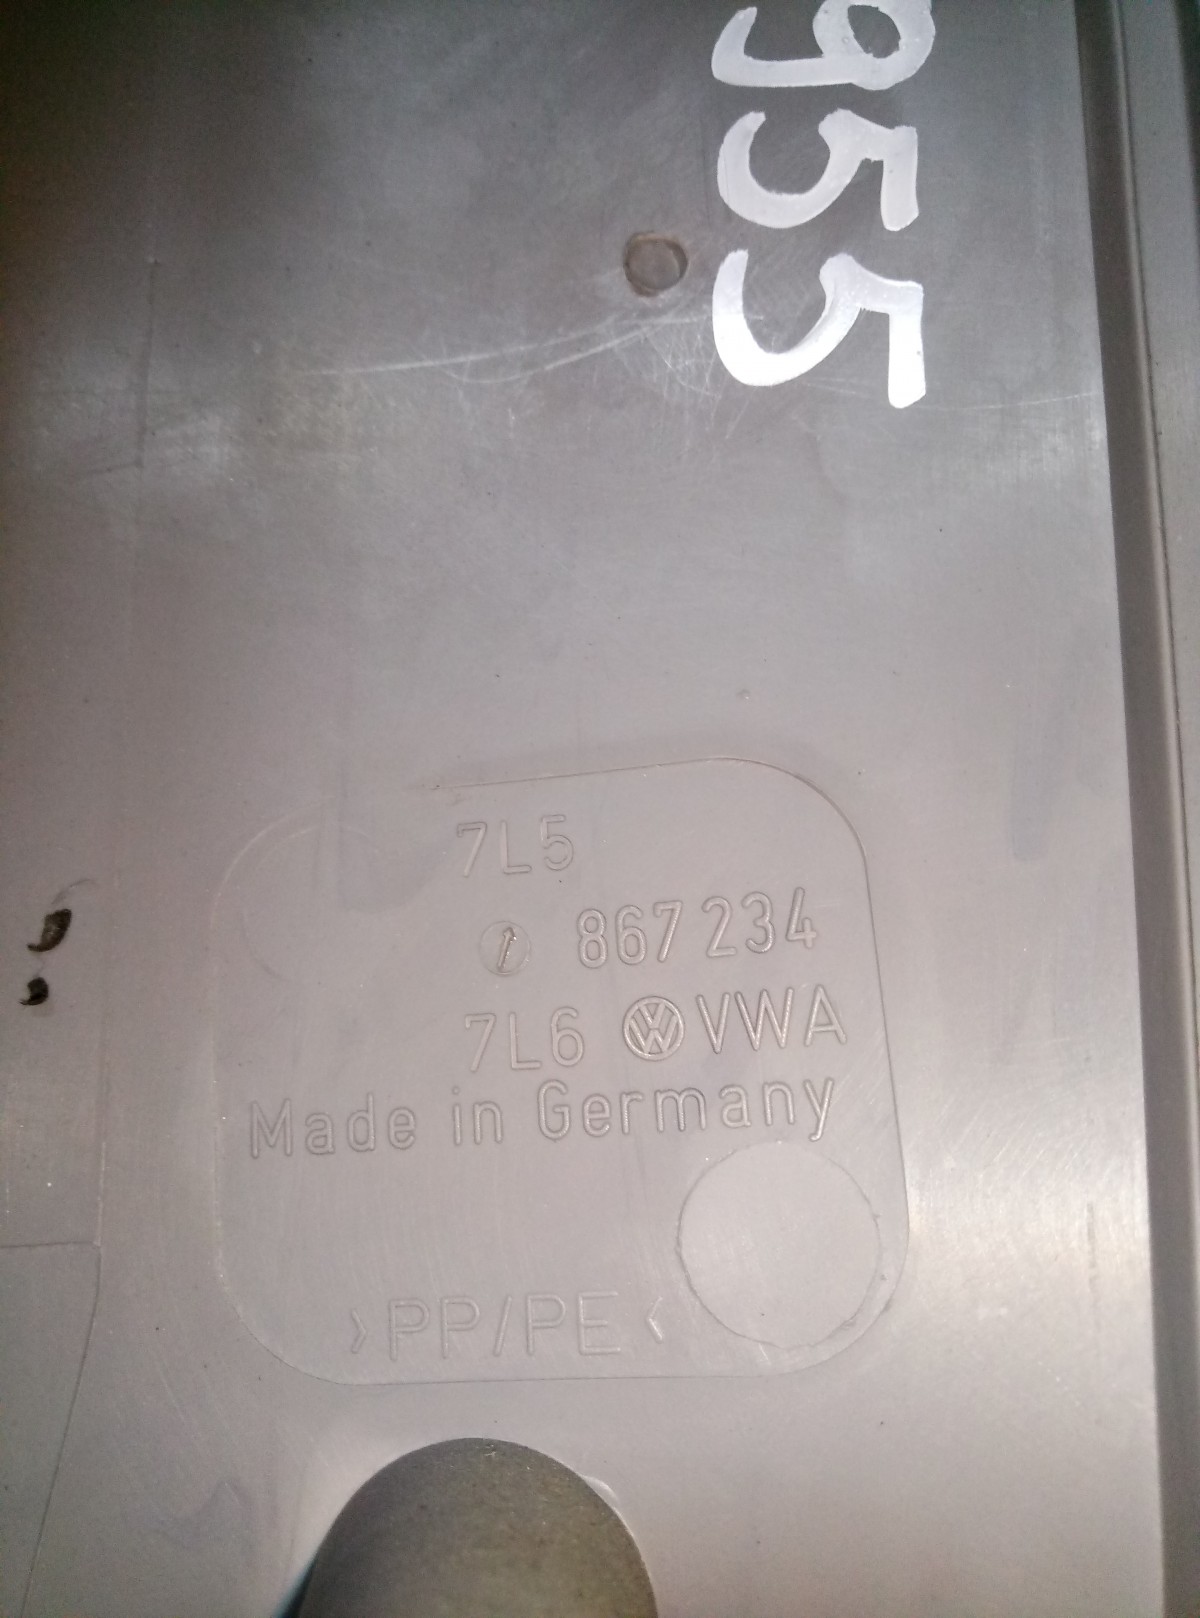 955
7L5
867 234
7L6 VWA
Made in Germany
>PP/PE<